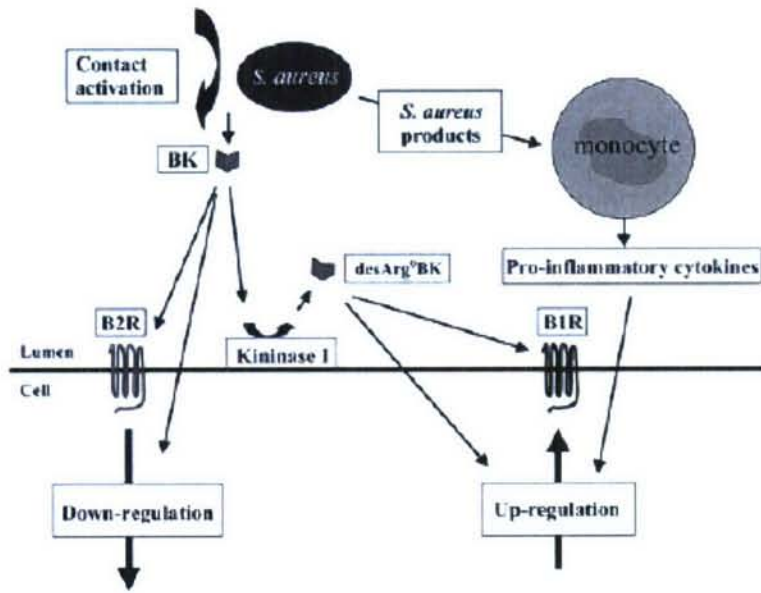 Contact
activation
S. aureus
S. aureus
products
monocyte
BK
desArg⁹BK
Pro-inflammatory cytokines
B2R
B1R
Kininase I
Lumen
Cell
Down-regulation
Up-regulation